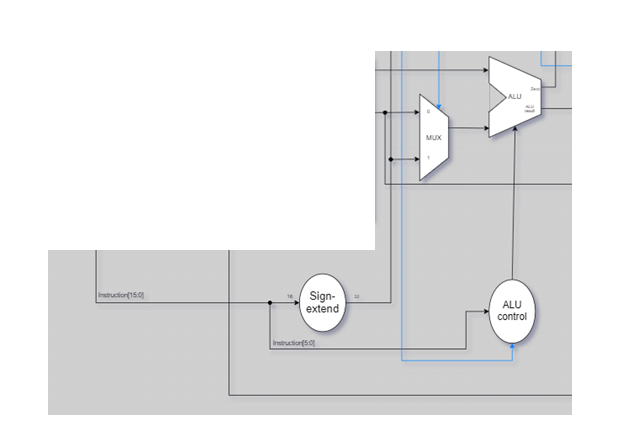 Zero
ALU
ALU
result
0
MUX
1
Instruction[15:0]
16
Sign-
extend
32
ALU
control
Instruction[5:0]